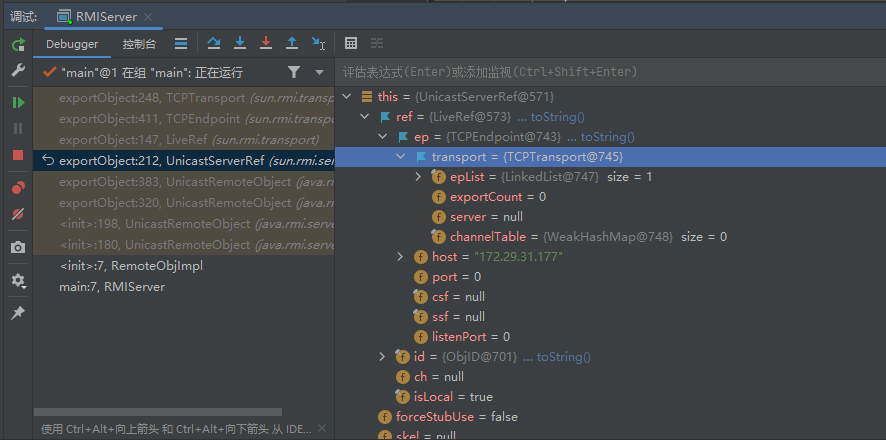 调试: RMIServer
Debugger 控制台
"main"@1 在组 "main": 正在运行
评估表达式(Enter)或添加监视(Ctrl+Shift+Enter)
exportObject:248, TCPTransport (sun.rmi.transp
exportObject:411, TCPEndpoint (sun.rmi.transpo
exportObject:147, LiveRef (sun.rmi.transport)
exportObject:212, UnicastServerRef (sun.rmi.ser
exportObject:383, UnicastRemoteObject (java.rm
exportObject:320, UnicastRemoteObject (java.rm
<init>:198, UnicastRemoteObject (java.rmi.serve
<init>:180, UnicastRemoteObject (java.rmi.serve
<init>:7, RemoteObjImpl
main:7, RMIServer
使用 Ctrl+Alt+向上箭头 和 Ctrl+Alt+向下箭头 从 IDE...
this = {UnicastServerRef@571}
ref = {LiveRef@573} ... toString()
ep = {TCPEndpoint@743} ... toString()
transport = {TCPTransport@745}
epList = {LinkedList@747} size = 1
exportCount = 0
server = null
channelTable = {WeakHashMap@748} size = 0
host = "172.29.31.177"
port = 0
csf = null
ssf = null
listenPort = 0
id = {ObjID@701} ... toString()
ch = null
isLocal = true
forceStubUse = false
skel = null